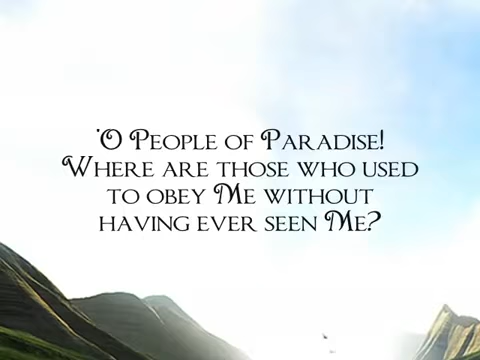 'O People of Paradise!
Where are those who used
to obey Me without
having ever seen Me?